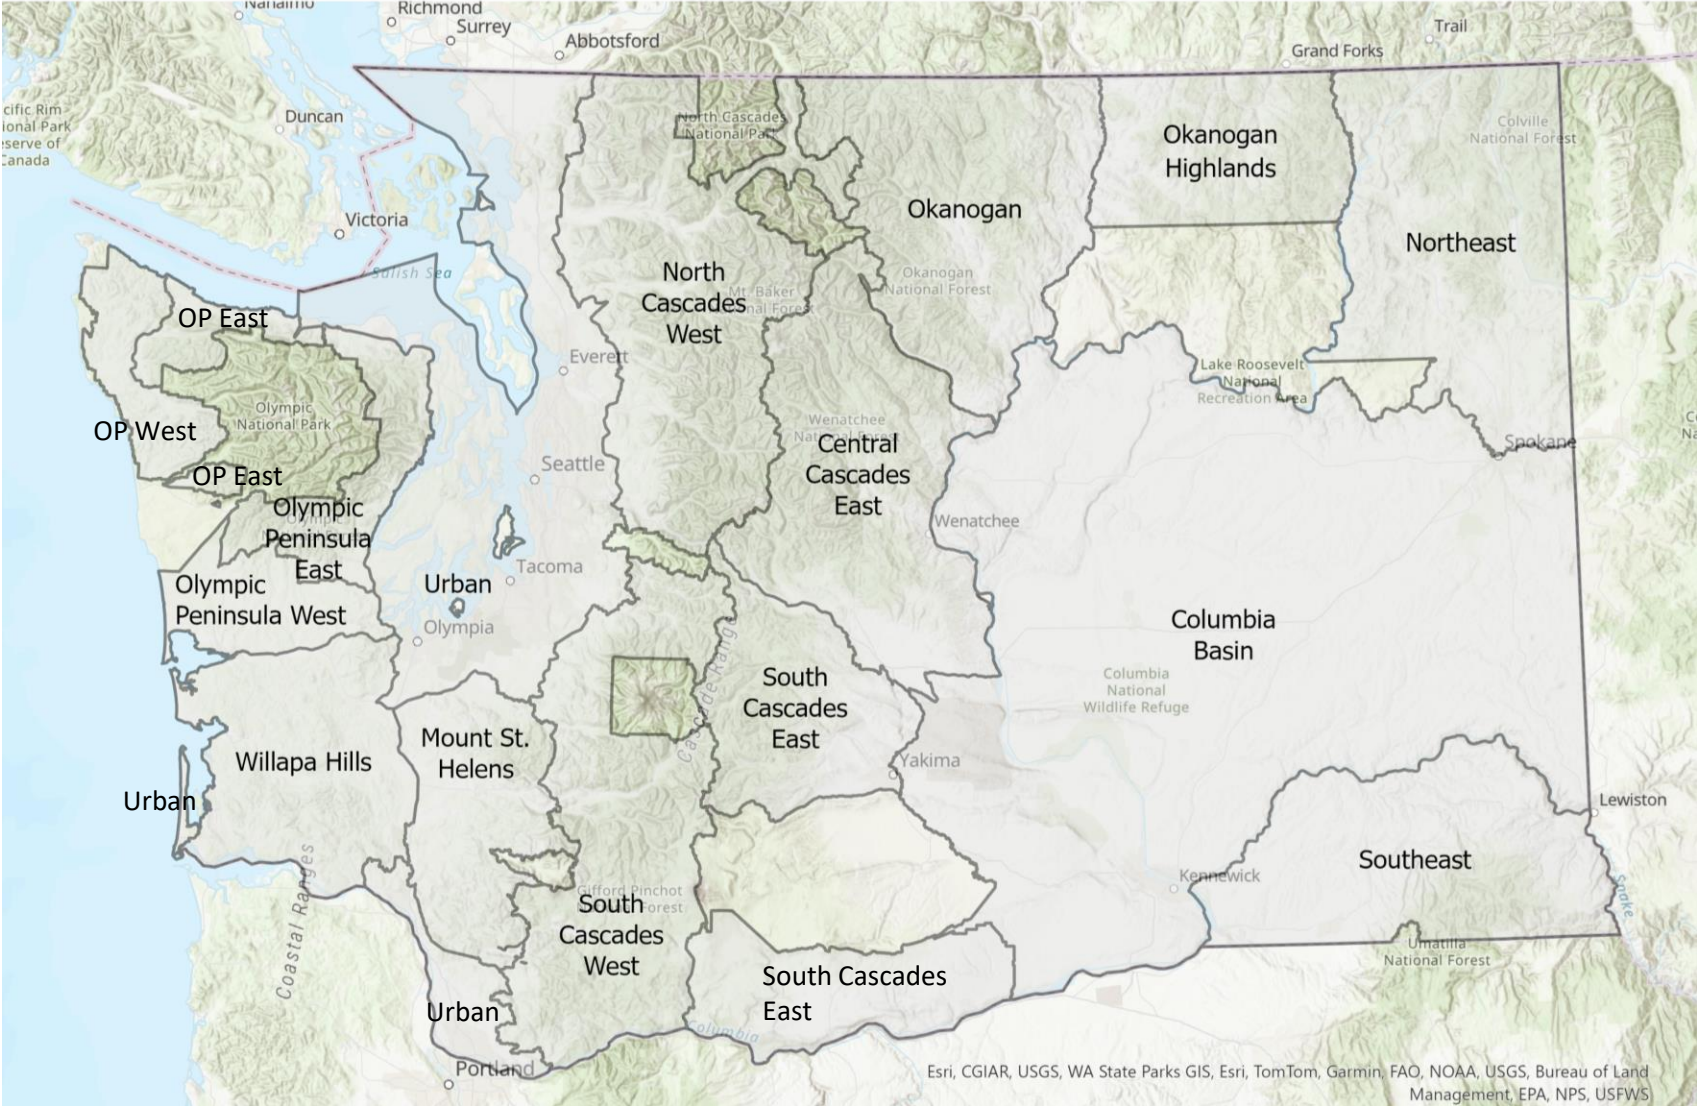 Nanaimo
Richmond
Surrey
Abbotsford
Trail
Grand Forks
cific Rim
ional Park
eserve of
Canada
Duncan
North Cascades
National Park
Okanogan
Highlands
Colville
National Forest
Victoria
Okanogan
Northeast
Salish Sea
North
Cascades
West
Mt. Baker
nal Forest
Okanogan
National Forest
OP East
Everett
Lake Roosevelt
National
Recreation Area
Olympic
National Park
OP West
Wenatchee
Central
Cascades
East
Spokane
Seattle
OP East
Olympic
Peninsula
East
Wenatchee
Tacoma
Urban
Olympic
Peninsula West
Olympia
Columbia
Basin
Cascade Range
South
Cascades
East
Columbia
National
Wildlife Refuge
Mount St.
Helens
Willapa Hills
Yakima
Urban
Lewiston
Coastal Ranges
Southeast
Kennewick
Snake
Gifford Pinchot
Forest
South
Cascades
West
Umatilla
National Forest
South Cascades
East
Urban
Columbia
Portland
Esri, CGIAR, USGS, WA State Parks GIS, Esri, TomTom, Garmin, FAO, NOAA, USGS, Bureau of Land
Management, EPA, NPS, USFWS